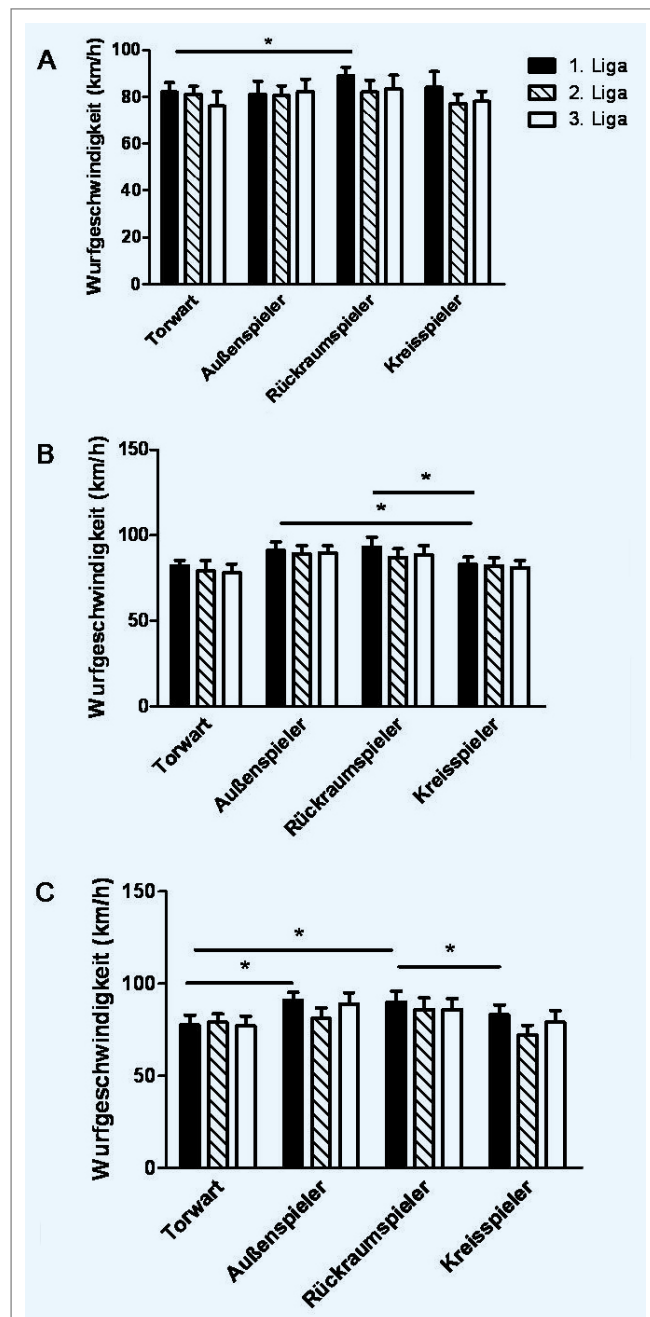 A
Wurfgeschwindigkeit (km/h)
100
80
60
40
20
0
*
1. Liga
2. Liga
3. Liga
Torwart
Außenspieler
Rückraumspieler
Kreisspieler
B
Wurfgeschwindigkeit (km/h)
150
100
50
0
*
*
Torwart
Außenspieler
Rückraumspieler
Kreisspieler
C
Wurfgeschwindigkeit (km/h)
150
100
50
0
*
*
*
Torwart
Außenspieler
Rückraumspieler
Kreisspieler